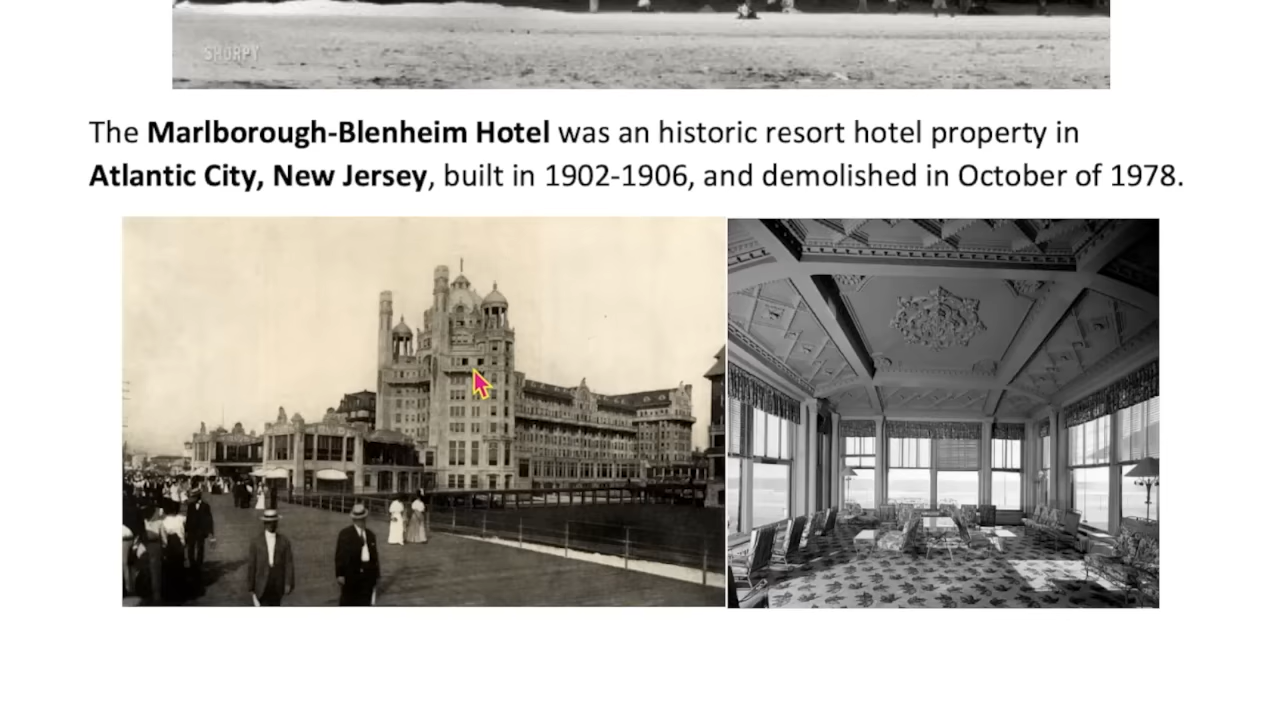 SHORPY
The Marlborough-Blenheim Hotel was an historic resort hotel property in
Atlantic City, New Jersey, built in 1902-1906, and demolished in October of 1978.